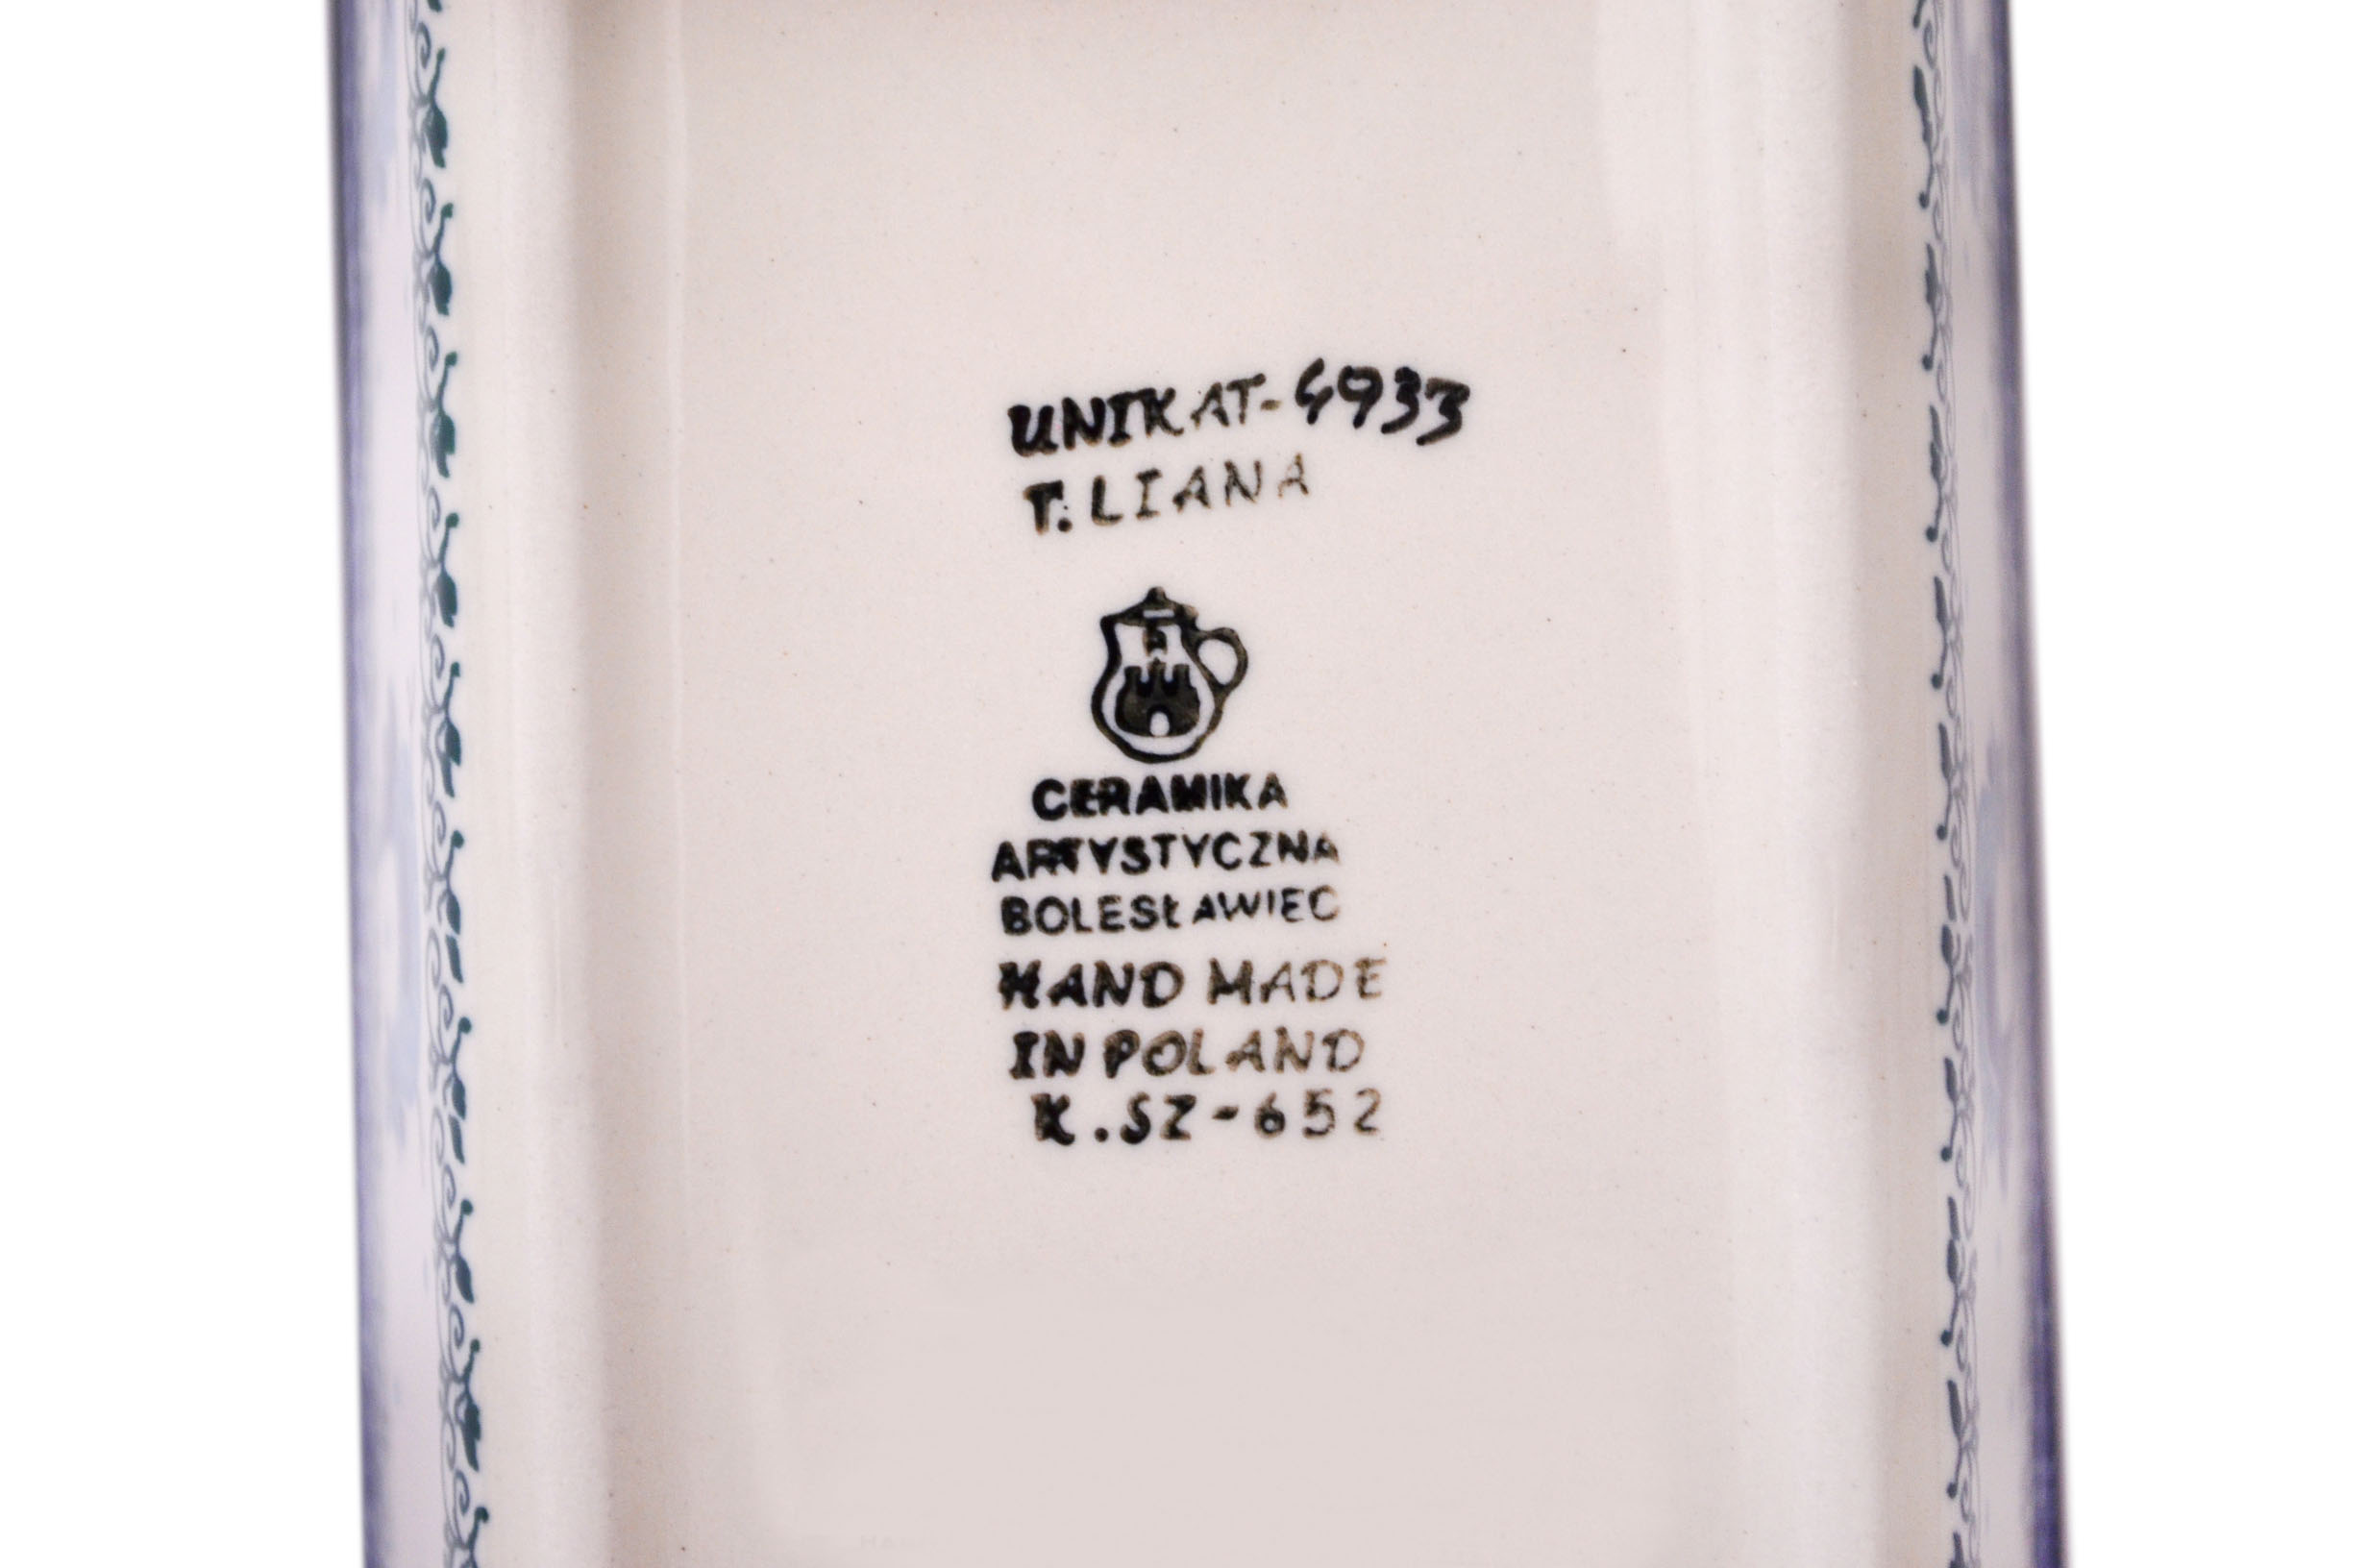 UNIKAT-4933
T. LIANA
CERAMIKA
ARTYSTYCZNA
BOLESŁAWIEC
HAND MADE
IN POLAND
K.SZ-652